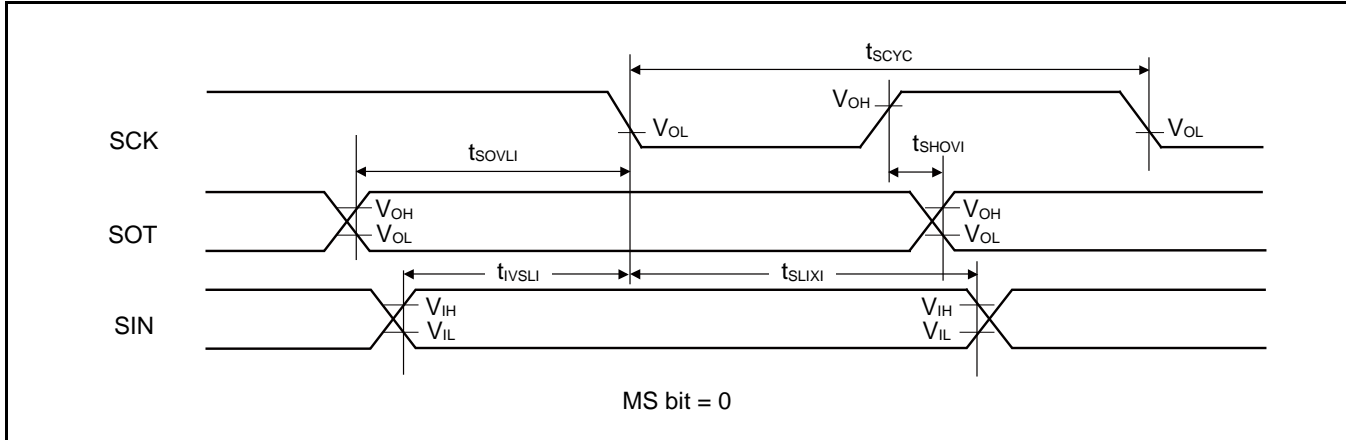 tSCYC
VOH
SCK
VOL
VOL
tSHOVI
tSOVLI
SOT
VOH
VOL
VOH
VOL
tIVSLI
tSLIXI
SIN
VIH
VIL
VIH
VIL
MS bit = 0